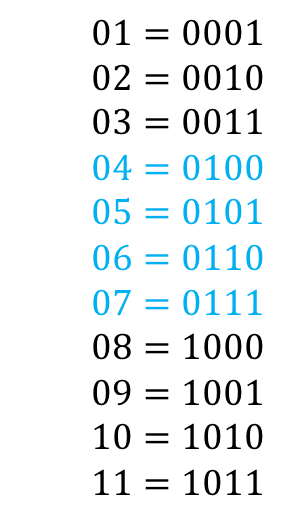 01 = 0001
02 = 0010
03 = 0011
04 = 0100
05 = 0101
06 = 0110
07 = 0111
08 = 1000
09 = 1001
10 = 1010
11 = 1011